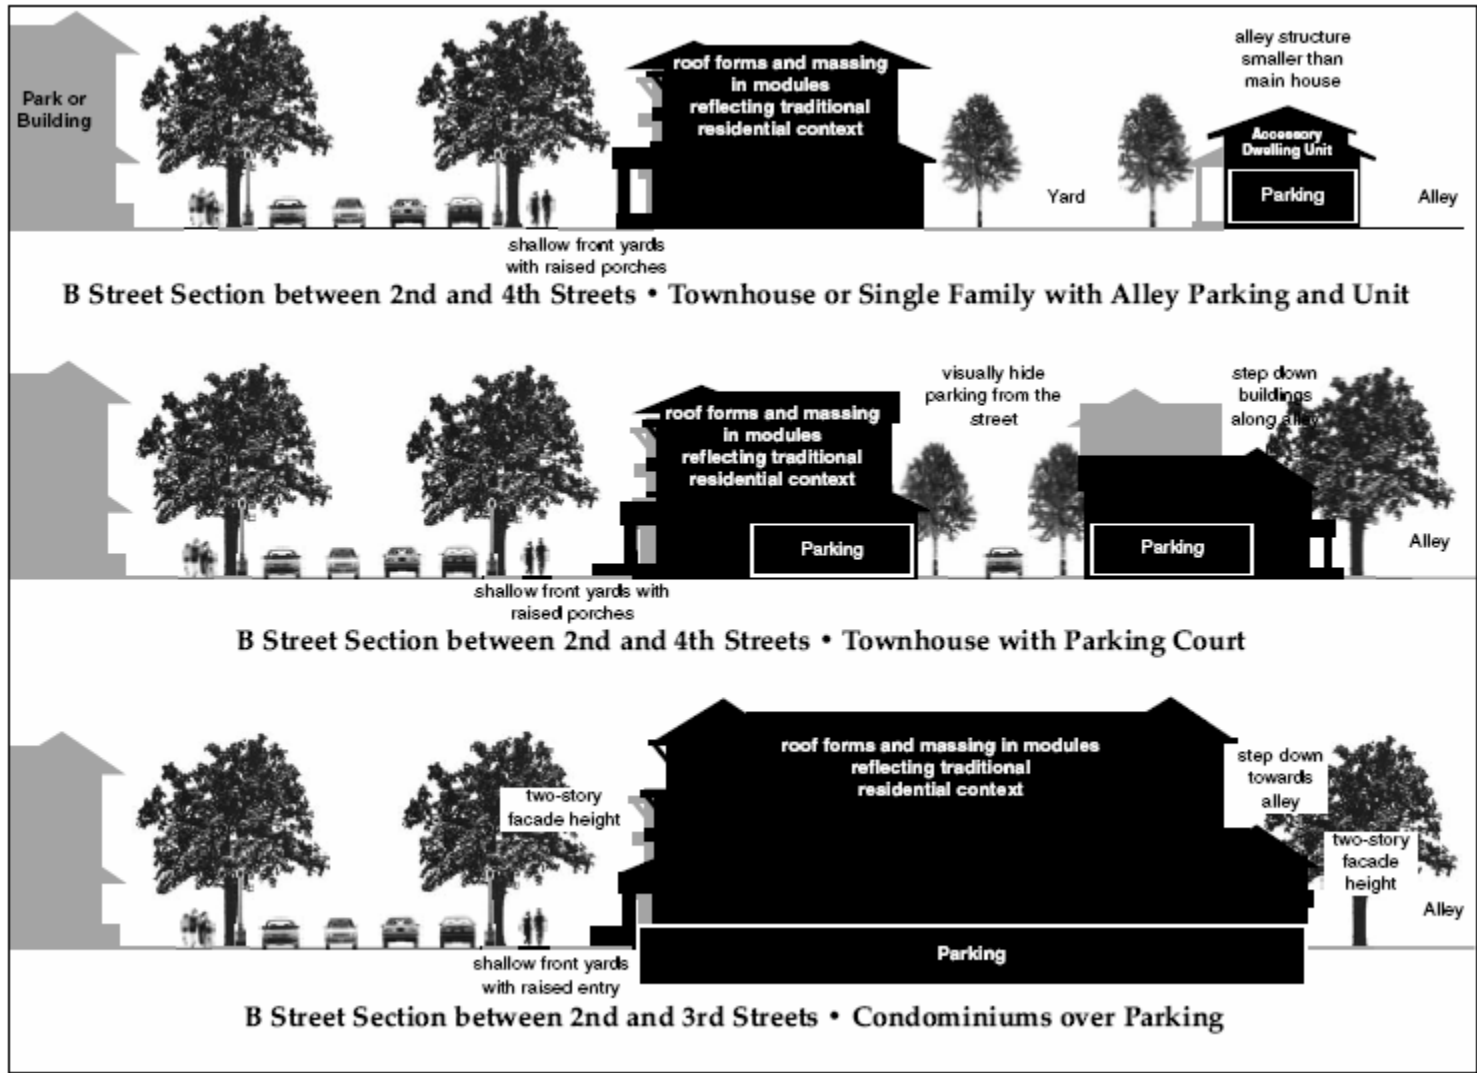 Park or
Building
roof forms and massing
in modules
reflecting traditional
residential context
alley structure
smaller than
main house
Accessory
Dwelling Unit
Parking
Yard
Alley
shallow front yards
with raised porches
B Street Section between 2nd and 4th Streets • Townhouse or Single Family with Alley Parking and Unit
roof forms and massing
in modules
reflecting traditional
residential context
visually hide
parking from the
street
step down
buildings
along alley
Parking
Parking
Alley
shallow front yards with
raised porches
B Street Section between 2nd and 4th Streets • Townhouse with Parking Court
roof forms and massing in modules
reflecting traditional
residential context
two-story
facade height
step down
towards
alley
two-story
facade
height
Alley
Parking
shallow front yards
with raised entry
B Street Section between 2nd and 3rd Streets • Condominiums over Parking